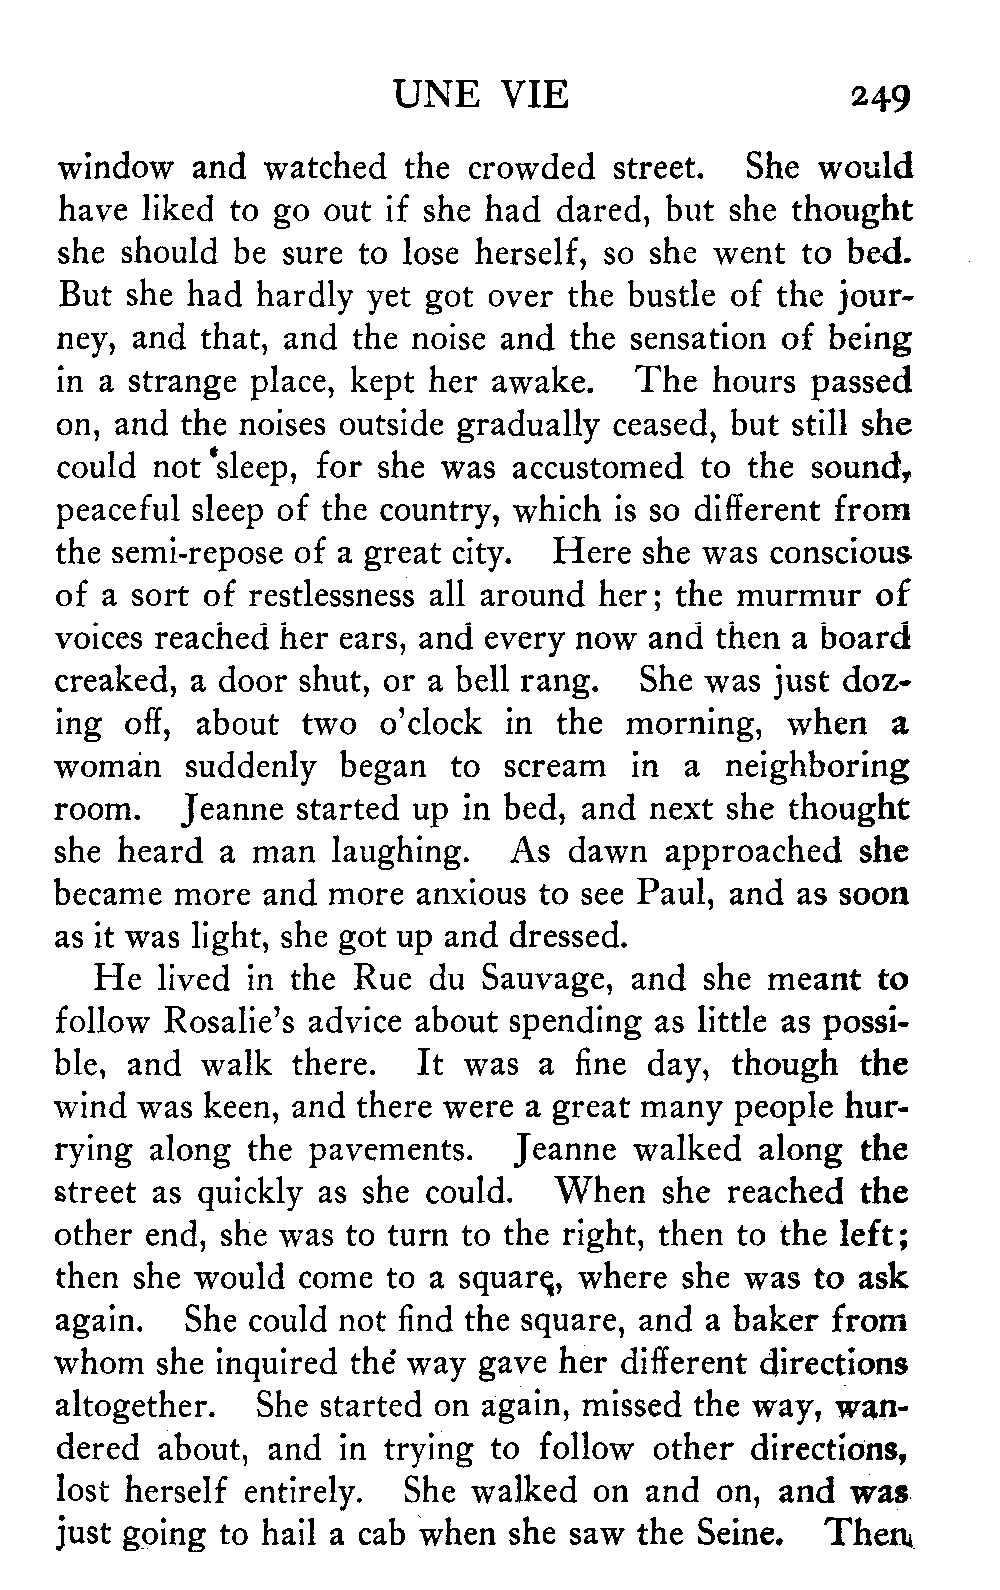 UNE VIE 249
window and watched the crowded street. She would
have liked to go out if she had dared, but she thought
she should be sure to lose herself, so she went to bed.
But she had hardly yet got over the bustle of the jour-
ney, and that, and the noise and the sensation of being
in a strange place, kept her awake. The hours passed
on, and the noises outside gradually ceased, but still she
could not sleep, for she was accustomed to the sound,
peaceful sleep of the country, which is so different from
the semi-repose of a great city. Here she was conscious
of a sort of restlessness all around her; the murmur of
voices reached her ears, and every now and then a board
creaked, a door shut, or a bell rang. She was just doz-
ing off, about two o'clock in the morning, when a
woman suddenly began to scream in a neighboring
room. Jeanne started up in bed, and next she thought
she heard a man laughing. As dawn approached she
became more and more anxious to see Paul, and as soon
as it was light, she got up and dressed.
He lived in the Rue du Sauvage, and she meant to
follow Rosalie's advice about spending as little as possi-
ble, and walk there. It was a fine day, though the
wind was keen, and there were a great many people hur-
rying along the pavements. Jeanne walked along the
street as quickly as she could. When she reached the
other end, she was to turn to the right, then to the left;
then she would come to a square, where she was to ask
again. She could not find the square, and a baker from
whom she inquired the way gave her different directions
altogether. She started on again, missed the way, wan-
dered about, and in trying to follow other directions,
lost herself entirely. She walked on and on, and was
just going to hail a cab when she saw the Seine. Then